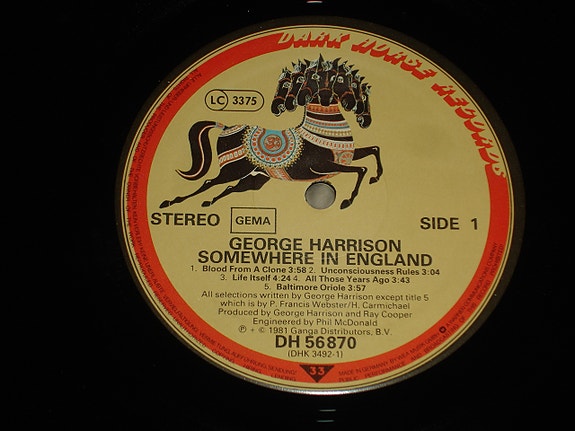 DARK HORSE RECORDS
LC 3375
STEREO
GEMA
SIDE 1
GEORGE HARRISON
SOMEWHERE IN ENGLAND
1. Blood From A Clone 3:58 2. Unconsciousness Rules 3:04
3. Life Itself 4:24 4. All Those Years Ago 3:43
5. Baltimore Oriole 3:57
All selections written by George Harrison except title 5
which is by P. Francis Webster/H. Carmichael
Produced by George Harrison and Ray Cooper
Engineered by Phil McDonald
℗ + © 1981 Ganga Distributors, B.V.
DH 56870
(DHK 3492-1)
33
MADE IN GERMANY